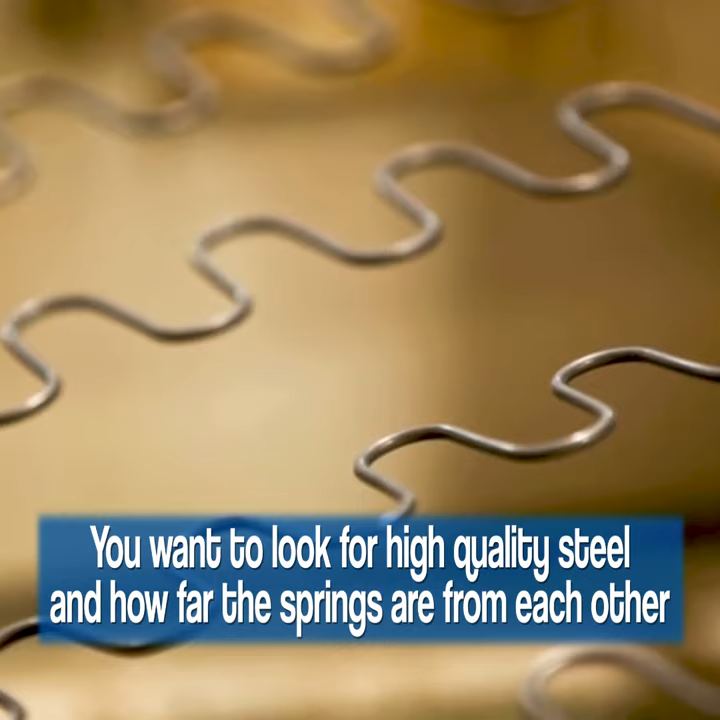 You want to look for high quality steel
and how far the springs are from each other